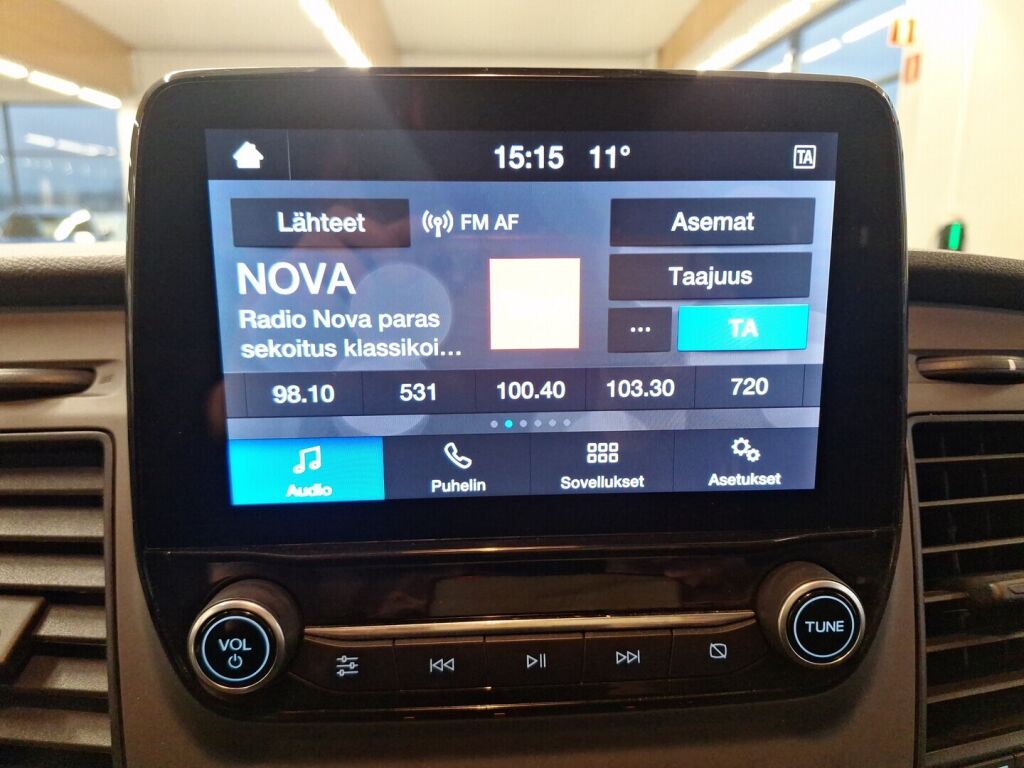 15:15 11°
TA
Lähteet
FM AF
Asemat
NOVA
Taajuus
Radio Nova paras
sekoitus klassikoi...
...
TA
98.10 531 100.40 103.30 720
Audio Puhelin Sovellukset Asetukset
VOL
TUNE